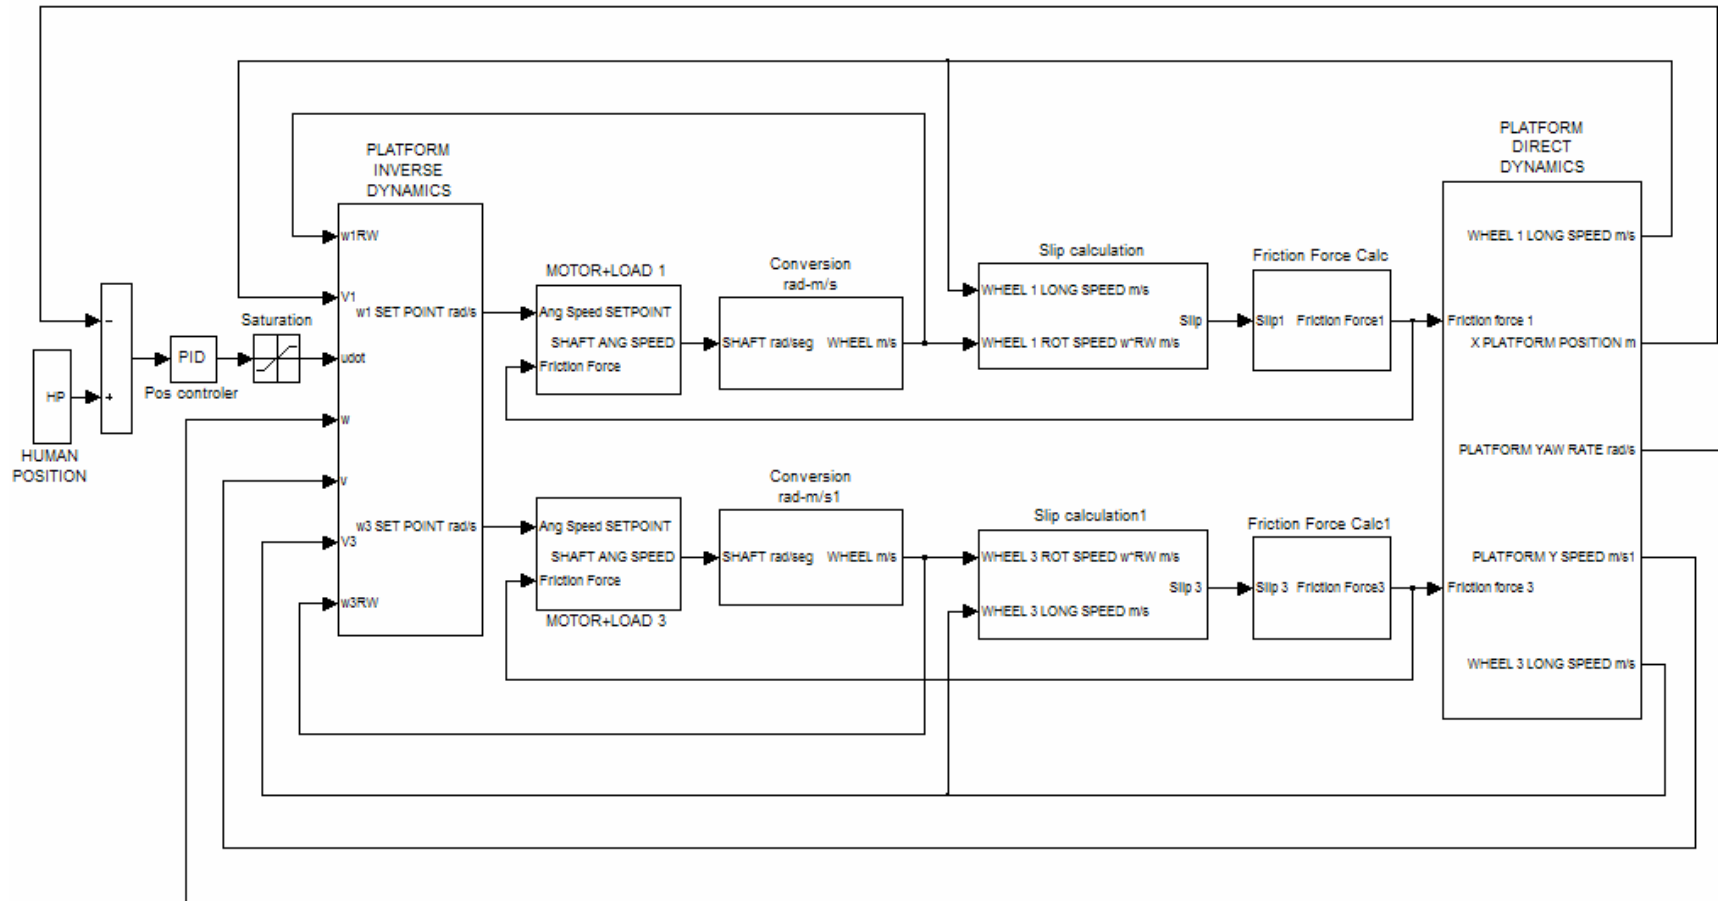 PLATFORM
INVERSE
DYNAMICS
w1RW
V1
w1 SET POINT rad/s
udot
w
v
w3 SET POINT rad/s
V3
w3RW
−
+
HP
HUMAN
POSITION
PID
Pos controler
Saturation
MOTOR+LOAD 1
Ang Speed SETPOINT
SHAFT ANG SPEED
Friction Force
Conversion
rad-m/s
SHAFT rad/seg WHEEL m/s
Slip calculation
WHEEL 1 LONG SPEED m/s
Slip
WHEEL 1 ROT SPEED w*RW m/s
Friction Force Calc
Slip1 Friction Force1
Ang Speed SETPOINT
SHAFT ANG SPEED
Friction Force
MOTOR+LOAD 3
Conversion
rad-m/s1
SHAFT rad/seg WHEEL m/s
Slip calculation1
WHEEL 3 ROT SPEED w*RW m/s
Slip 3
WHEEL 3 LONG SPEED m/s
Friction Force Calc1
Slip 3 Friction Force3
PLATFORM
DIRECT
DYNAMICS
WHEEL 1 LONG SPEED m/s
Friction force 1
X PLATFORM POSITION m
PLATFORM YAW RATE rad/s
PLATFORM Y SPEED m/s1
Friction force 3
WHEEL 3 LONG SPEED m/s